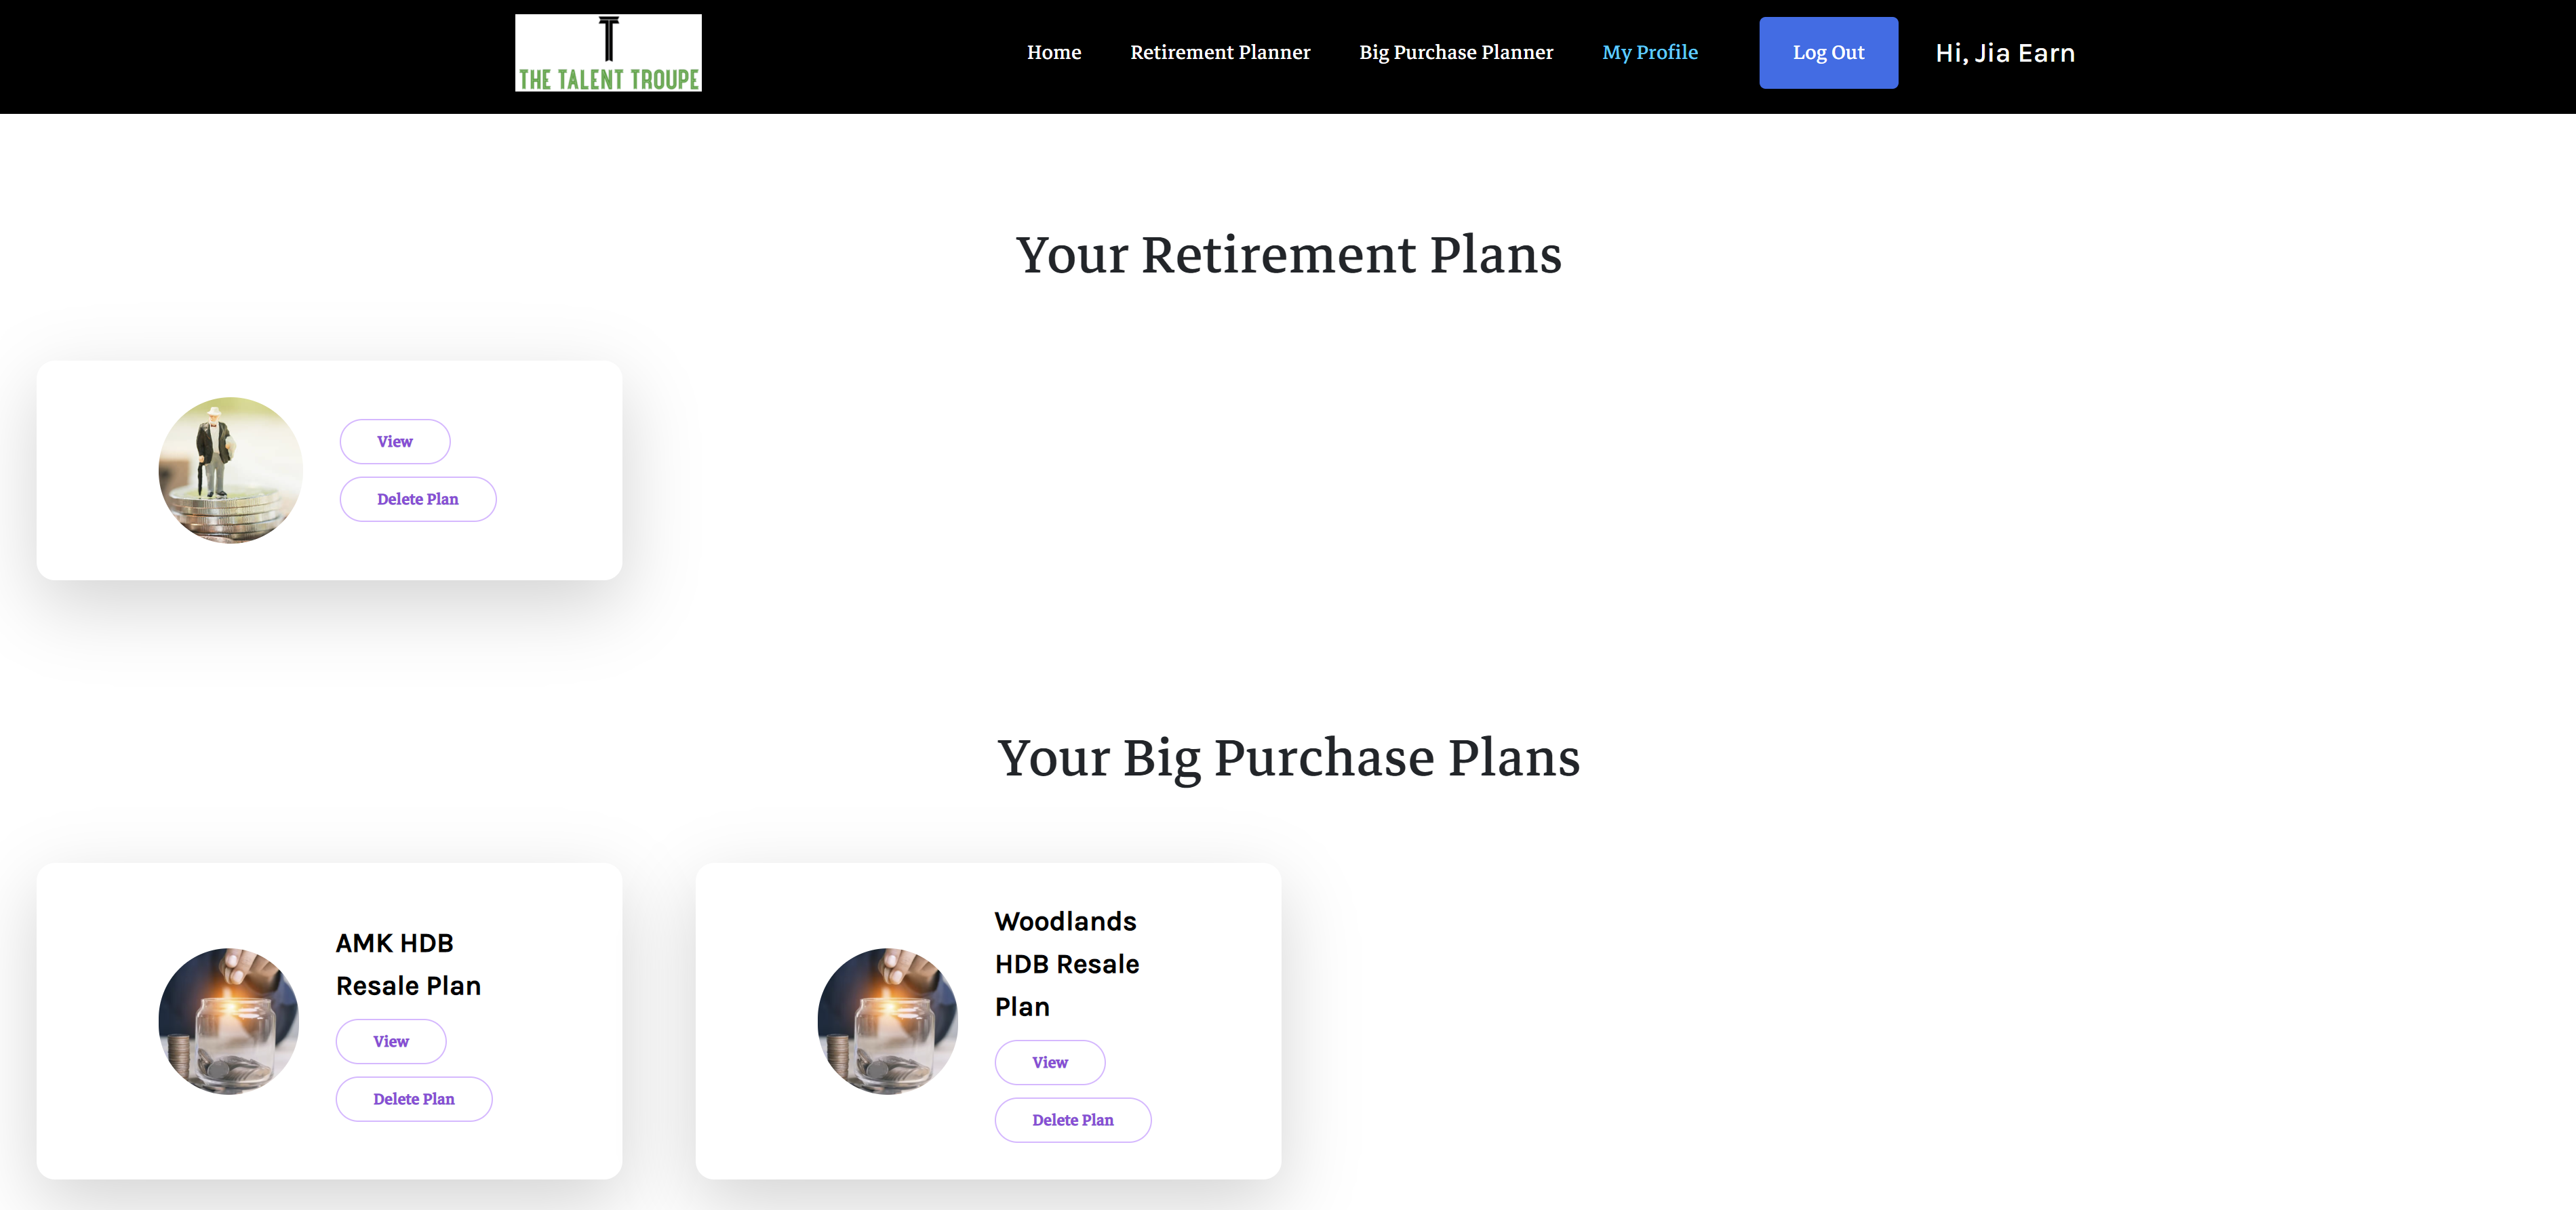 T
THE TALENT TROUPE
Home Retirement Planner Big Purchase Planner My Profile Log Out Hi, Jia Earn
Your Retirement Plans
View
Delete Plan
Your Big Purchase Plans
AMK HDB
Resale Plan
View
Delete Plan
Woodlands
HDB Resale
Plan
View
Delete Plan